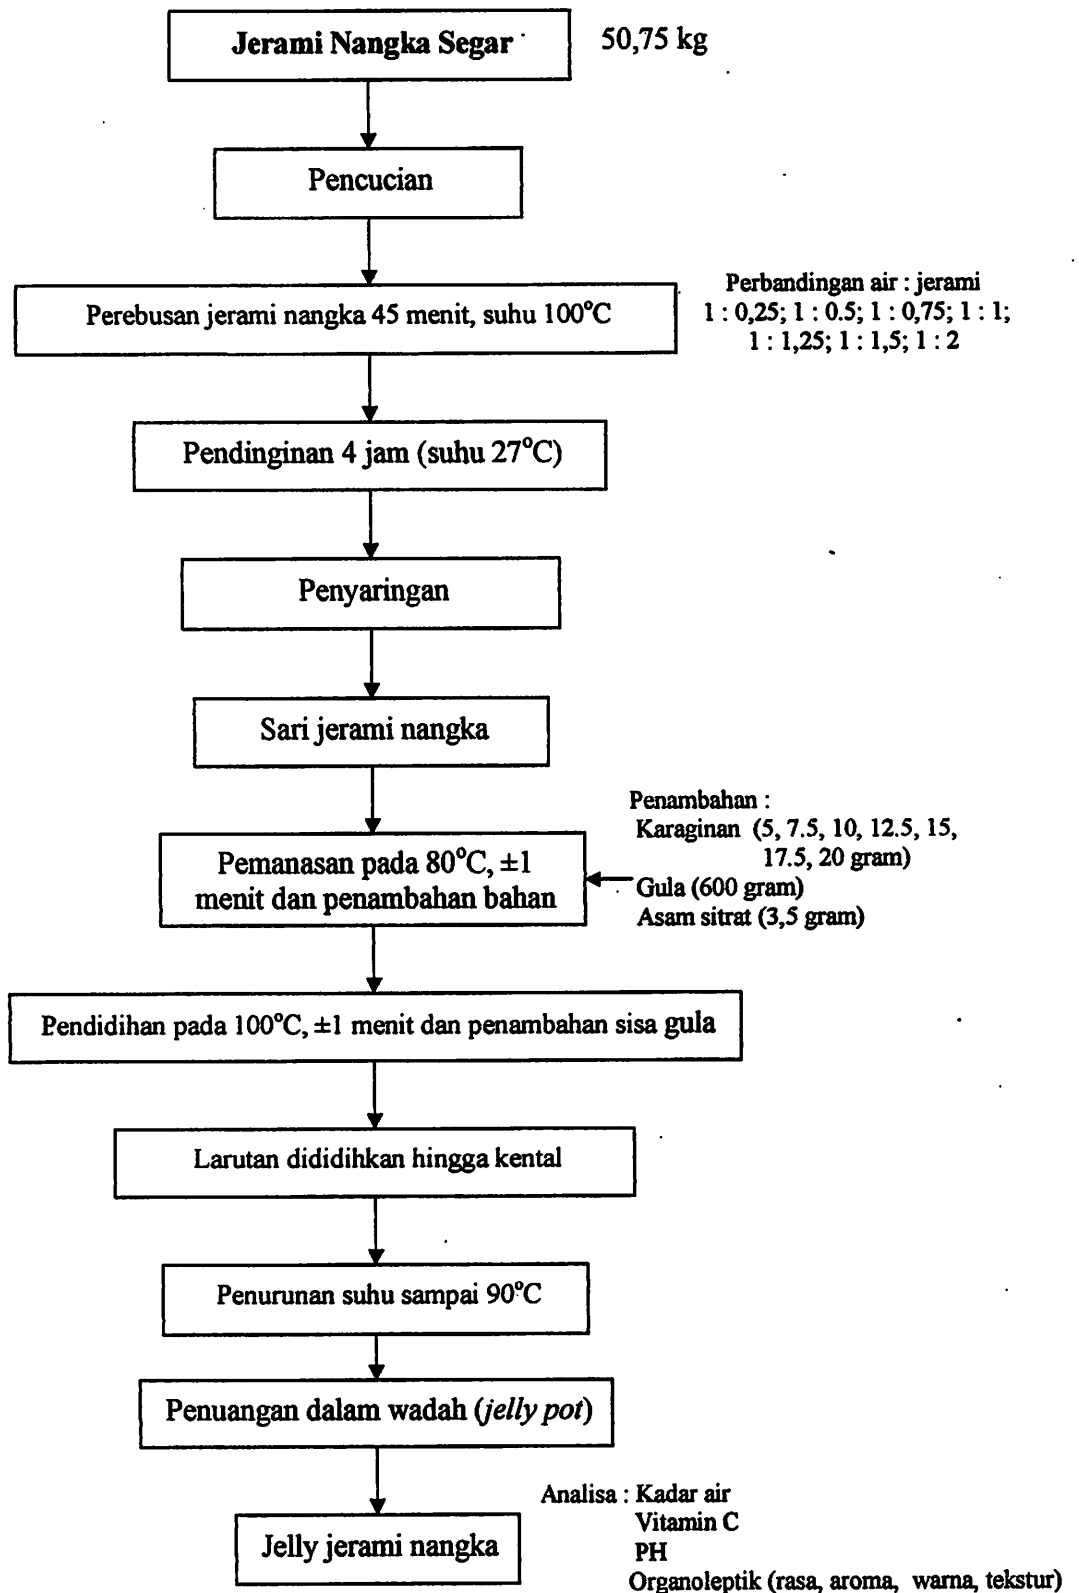 Jerami Nangka Segar
50,75 kg
Pencucian
Perebusan jerami nangka 45 menit, suhu 100°C
Perbandingan air : jerami
1 : 0,25; 1 : 0.5; 1 : 0,75; 1 : 1;
1 : 1,25; 1 : 1,5; 1 : 2
Pendinginan 4 jam (suhu 27°C)
Penyaringan
Sari jerami nangka
Pemanasan pada 80°C, ±1
menit dan penambahan bahan
Penambahan :
Karaginan (5, 7.5, 10, 12.5, 15,
17.5, 20 gram)
Gula (600 gram)
Asam sitrat (3,5 gram)
Pendidihan pada 100°C, ±1 menit dan penambahan sisa gula
Larutan dididihkan hingga kental
Penurunan suhu sampai 90°C
Penuangan dalam wadah (jelly pot)
Jelly jerami nangka
Analisa : Kadar air
Vitamin C
PH
Organoleptik (rasa, aroma, warna, tekstur)